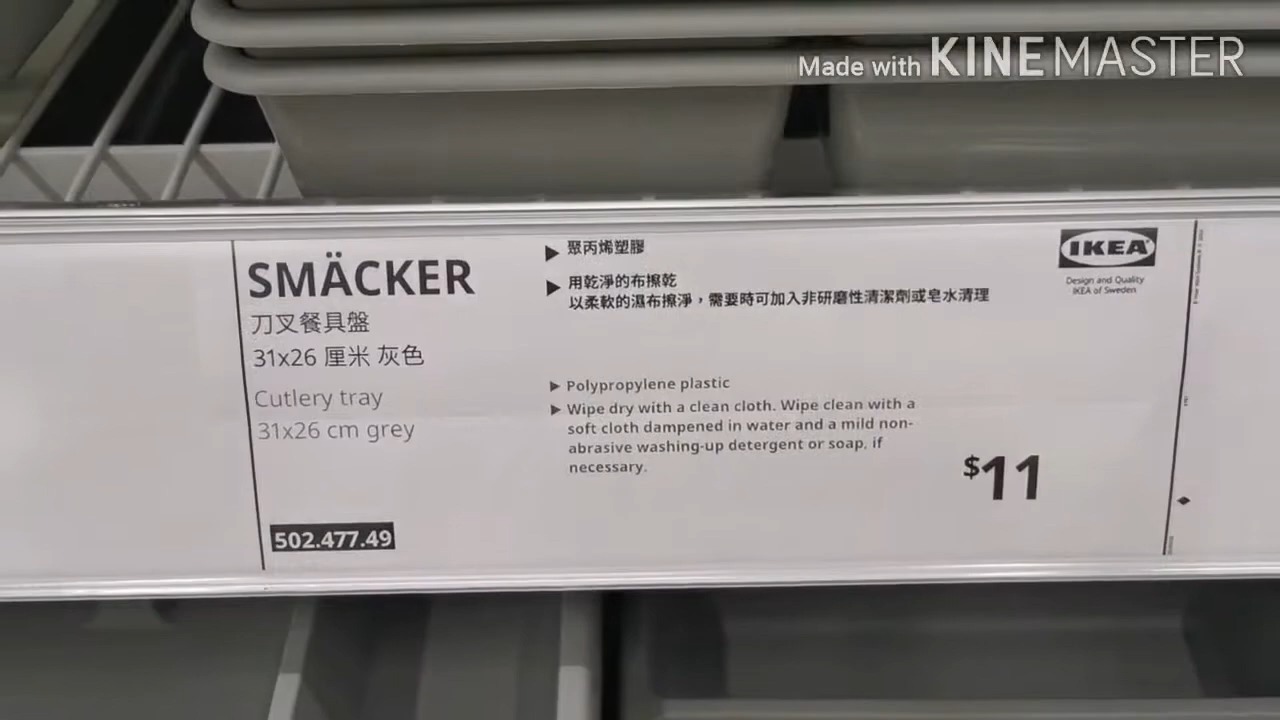 Made with KINEMASTER
SMÄCKER
刀叉餐具盤
31x26 厘米 灰色
Cutlery tray
31x26 cm grey
502.477.49
▶ 聚丙烯塑膠
▶ 用乾淨的布擦乾
以柔軟的濕布擦淨，需要時可加入非研磨性清潔劑或皂水清理
▶ Polypropylene plastic
▶ Wipe dry with a clean cloth. Wipe clean with a
soft cloth dampened in water and a mild non-
abrasive washing-up detergent or soap, if
necessary.
$11
IKEA
Design and Quality
IKEA of Sweden